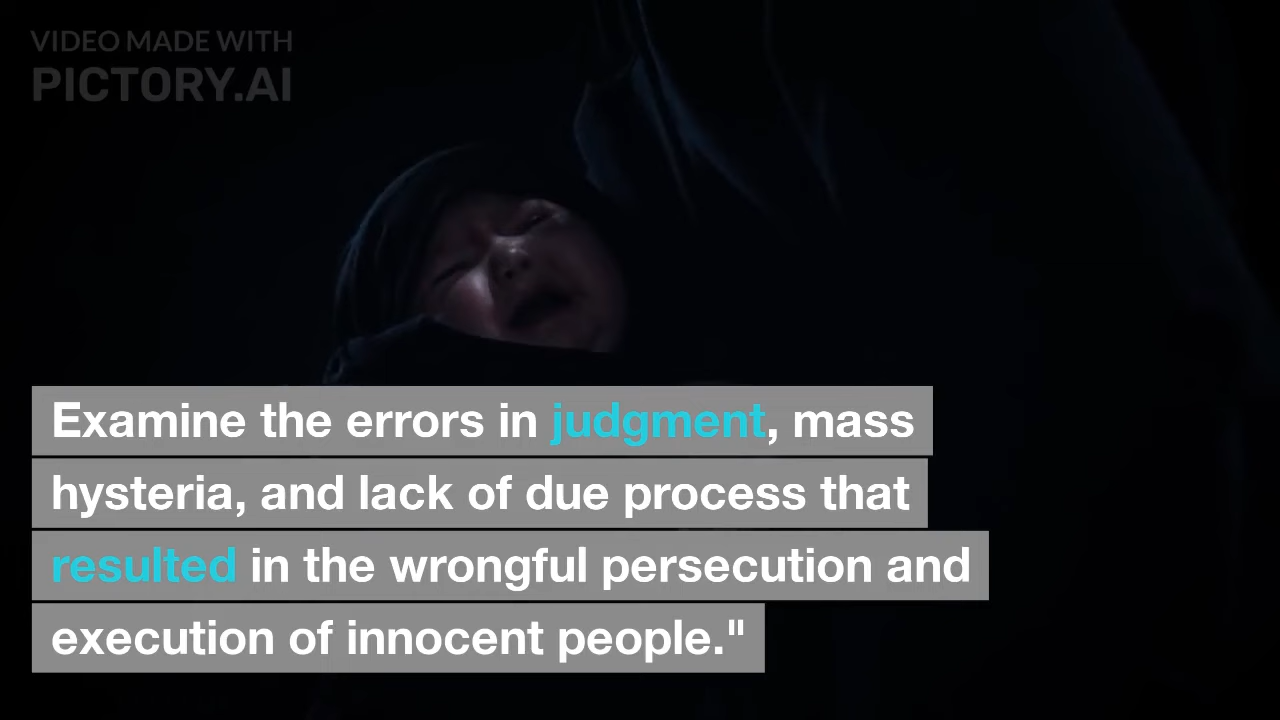 VIDEO MADE WITH
PICTORY.AI
Examine the errors in judgment, mass
hysteria, and lack of due process that
resulted in the wrongful persecution and
execution of innocent people."